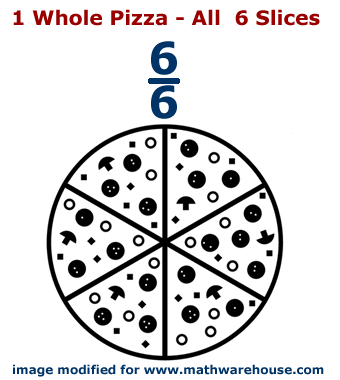 1 Whole Pizza - All 6 Slices
6
6
image modified for www.mathwarehouse.com